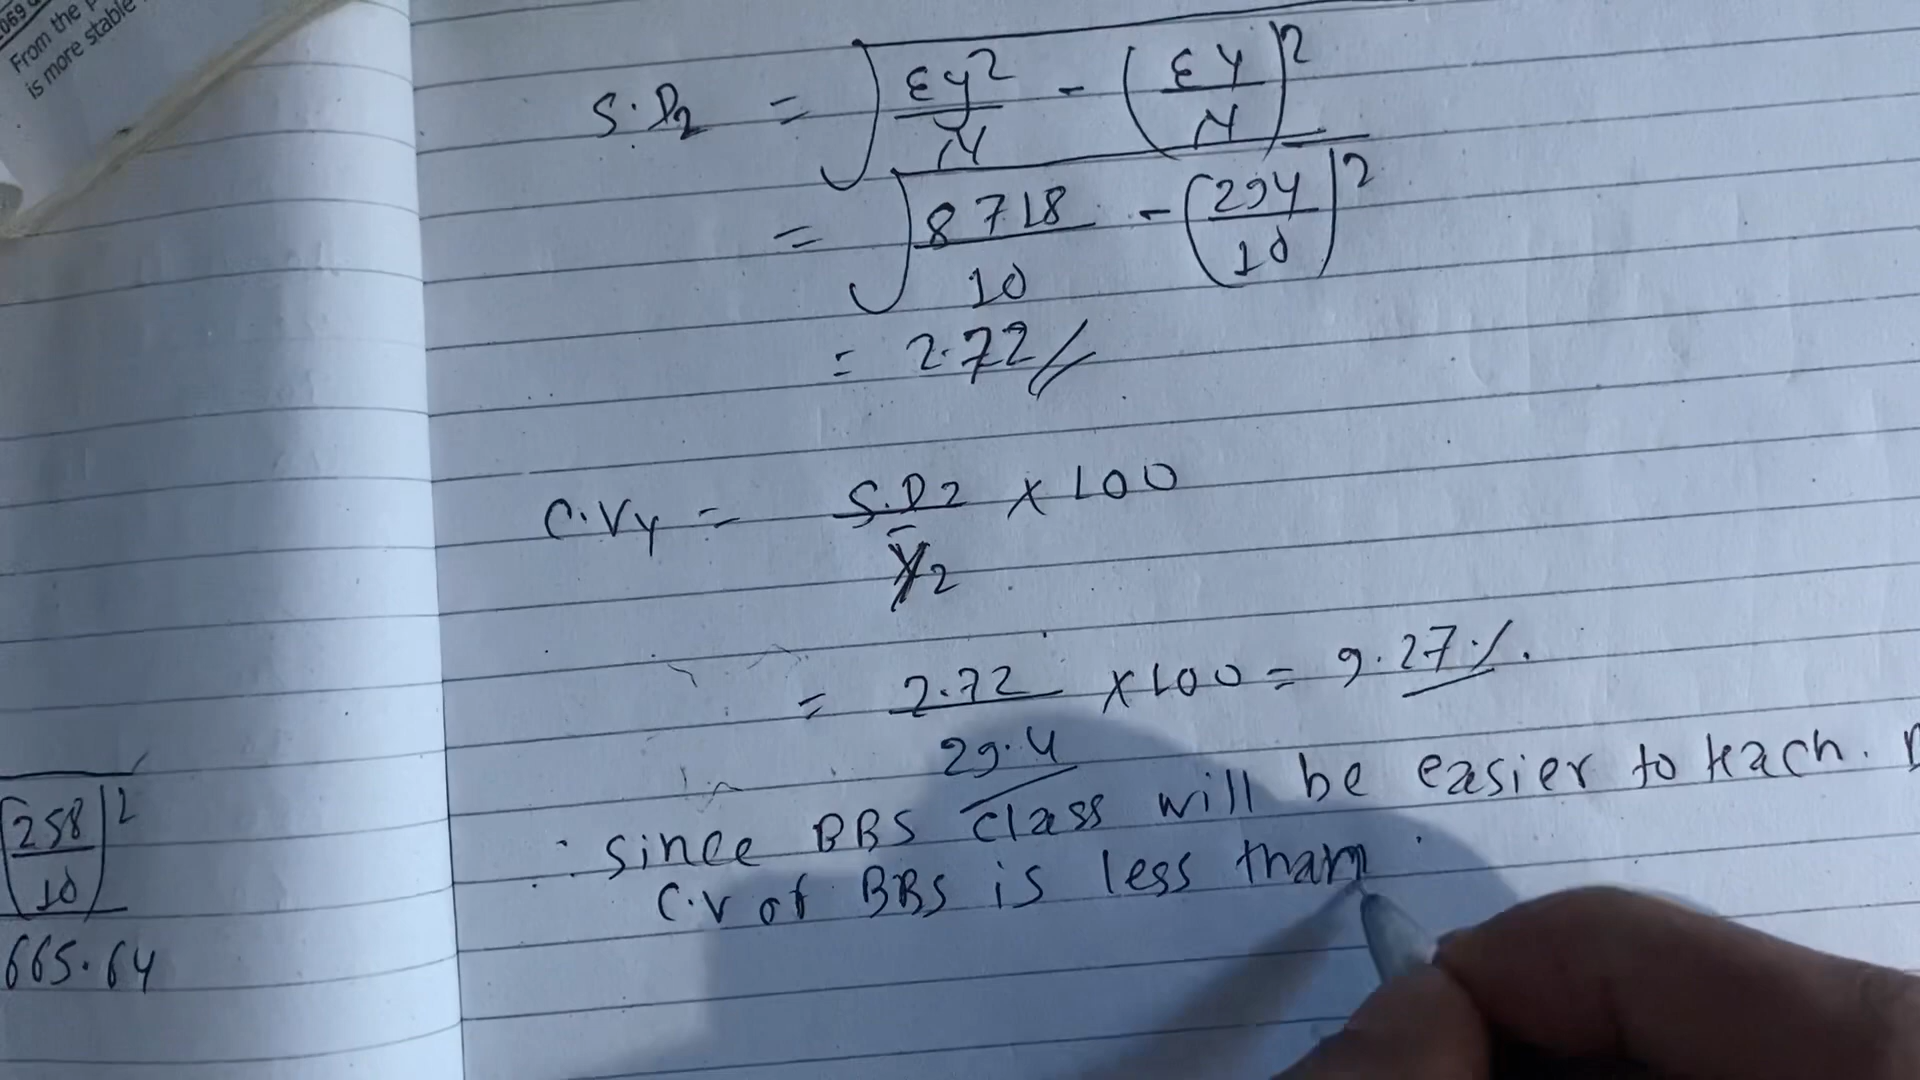 2069
From the
is more stable
S.D2 = √(Σy²/N - (ΣY/N)²)
= √(8718/10 - (294/10)²)
= 2.72
C.Vy = S.D2/Ȳ2 × 100
= 2.72/29.4 × 100 = 9.27%.
∴ since BBS class will be easier to teach.
C.V of BBS is less than
(258/10)²
665.64